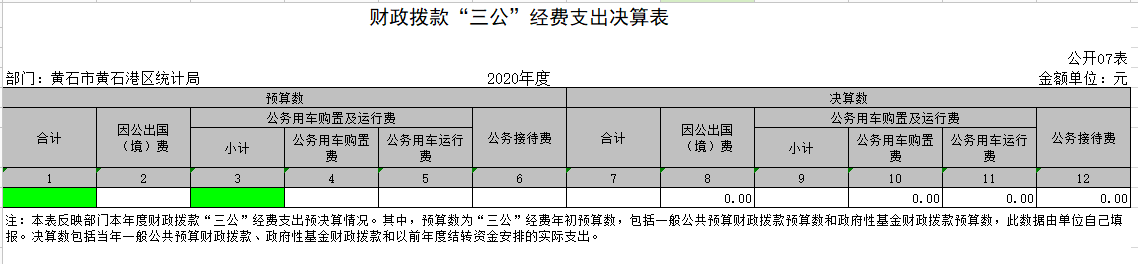 财政拨款“三公”经费支出决算表
公开07表
部门：黄石市黄石港区统计局 2020年度 金额单位：元
预算数 决算数
合计 因公出国（境）费 公务用车购置及运行费 公务接待费 合计 因公出国（境）费 公务用车购置及运行费 公务接待费
小计 公务用车购置费 公务用车运行费 小计 公务用车购置费 公务用车运行费
1 2 3 4 5 6 7 8 9 10 11 12
0.00 0.00 0.00 0.00
注：本表反映部门本年度财政拨款“三公”经费支出预决算情况。其中，预算数为“三公”经费年初预算数，包括一般公共预算财政拨款预算数和政府性基金财政拨款预算数，此数据由单位自己填
报。决算数包括当年一般公共预算财政拨款、政府性基金财政拨款和以前年度结转资金安排的实际支出。